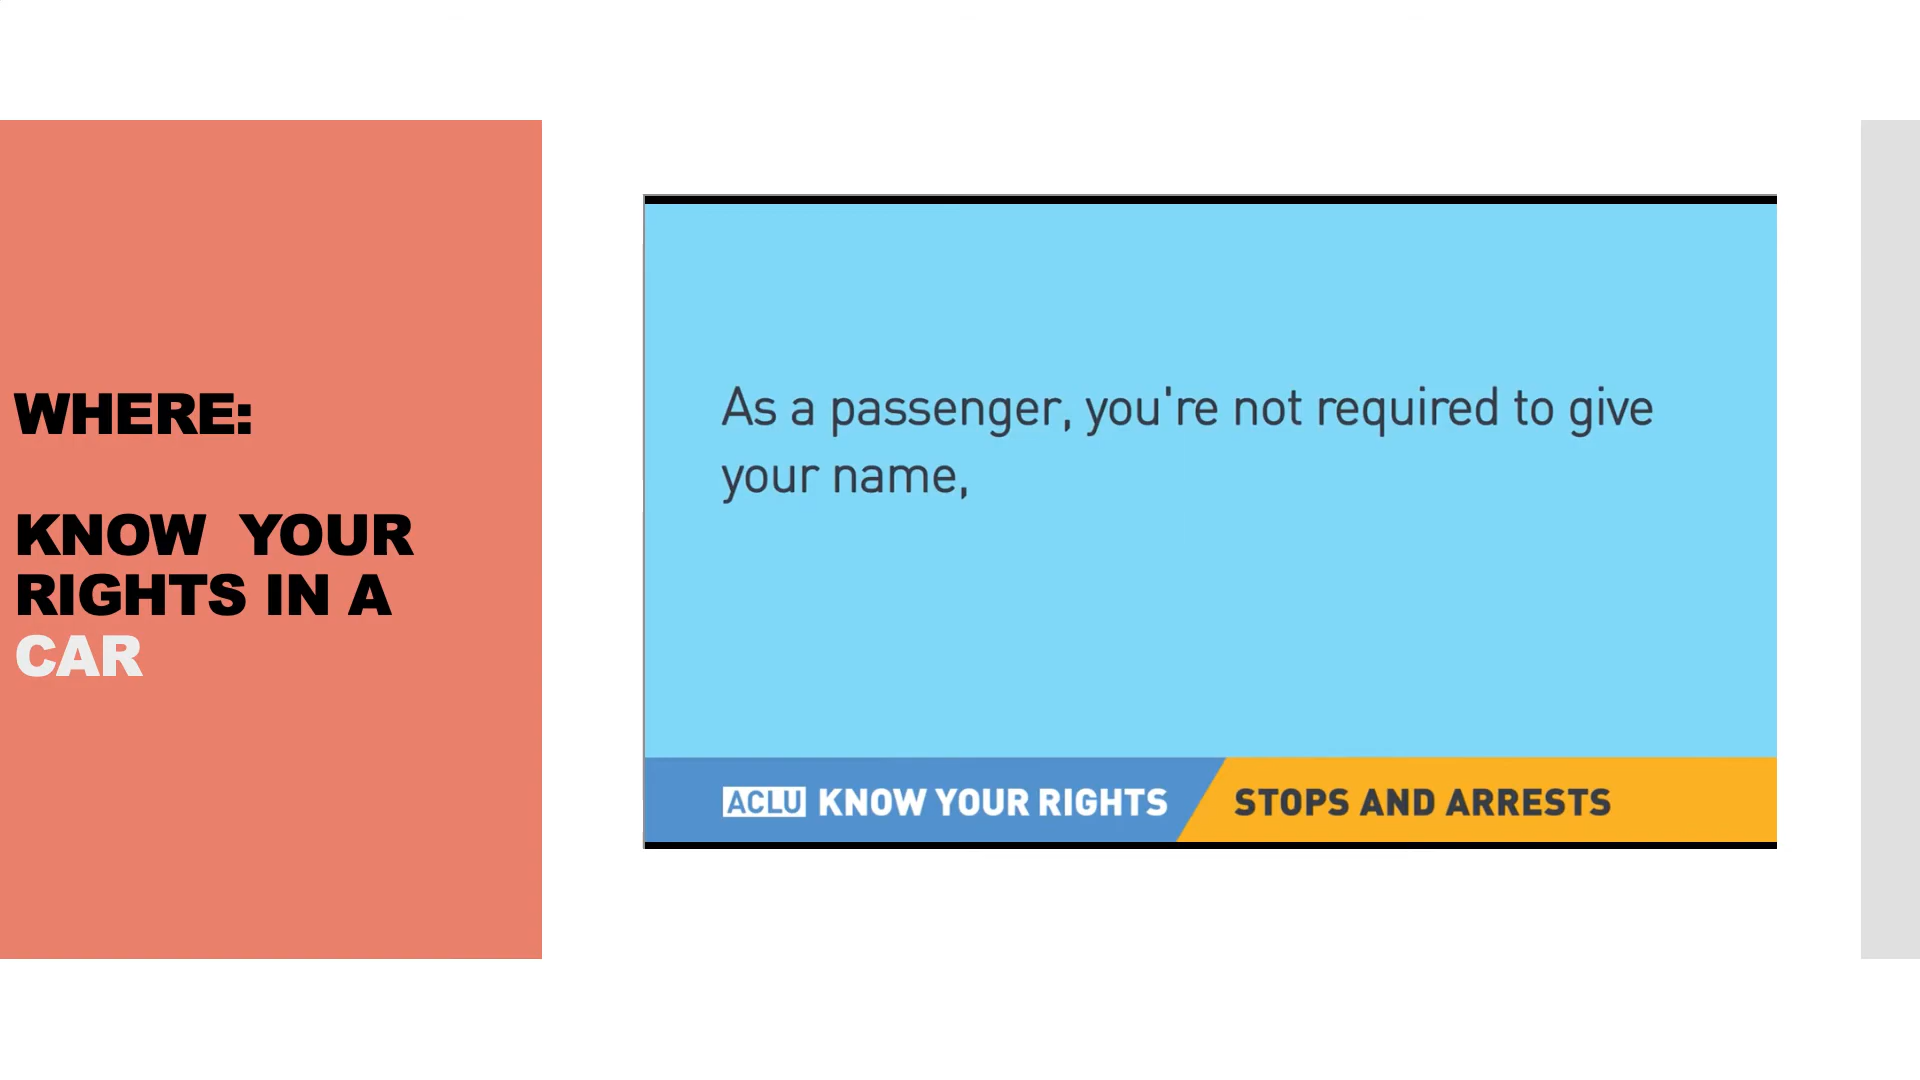 WHERE:
KNOW YOUR
RIGHTS IN A
CAR
As a passenger, you're not required to give
your name,
ACLU KNOW YOUR RIGHTS STOPS AND ARRESTS